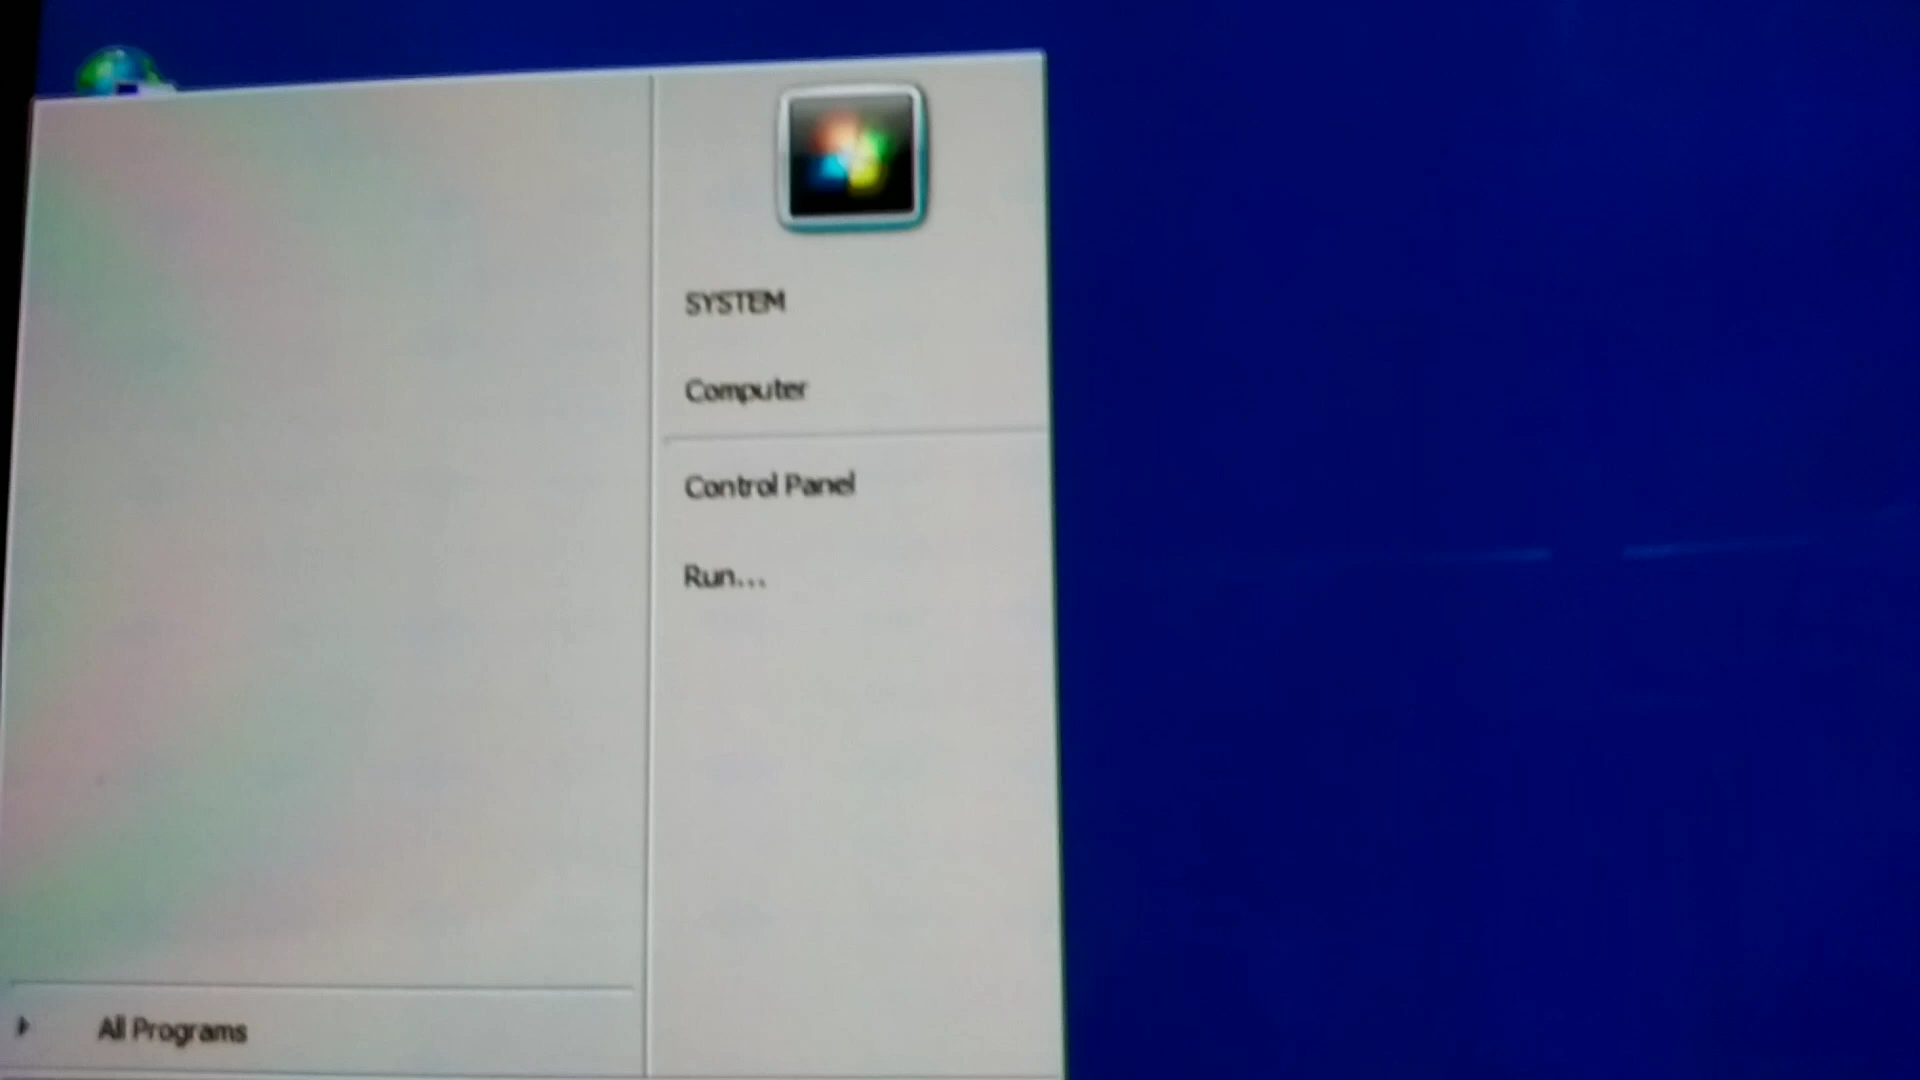 SYSTEM
Computer
Control Panel
Run...
All Programs